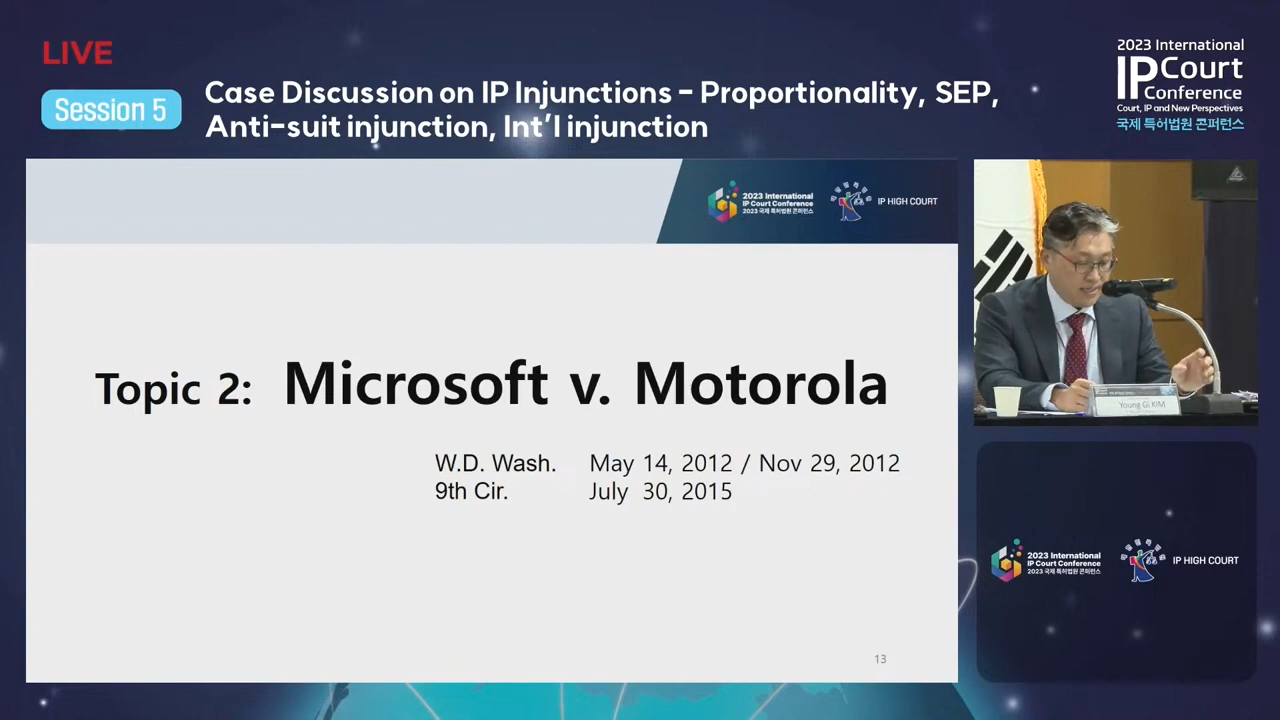 LIVE
Session 5
Case Discussion on IP Injunctions - Proportionality, SEP,
Anti-suit injunction, Int'l injunction
2023 International
IP Court
Conference
Court, IP and New Perspectives
국제 특허법원 콘퍼런스
2023 International
IP Court Conference
2023 국제 특허법원 콘퍼런스
IP HIGH COURT
Topic 2: Microsoft v. Motorola
W.D. Wash. May 14, 2012 / Nov 29, 2012
9th Cir. July 30, 2015
13
Young Gi KIM
2023 International
IP Court Conference
2023 국제 특허법원 콘퍼런스
IP HIGH COURT